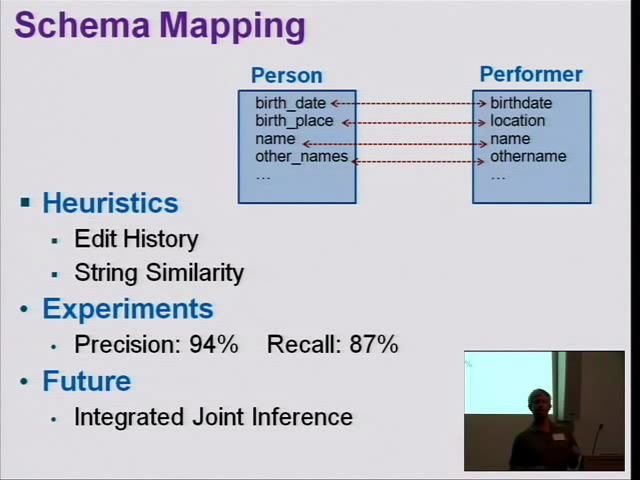 Schema Mapping
Person
Performer
birth_date
birth_place
name
other_names
...
birthdate
location
name
othername
...
Heuristics
Edit History
String Similarity
Experiments
Precision: 94% Recall: 87%
Future
Integrated Joint Inference